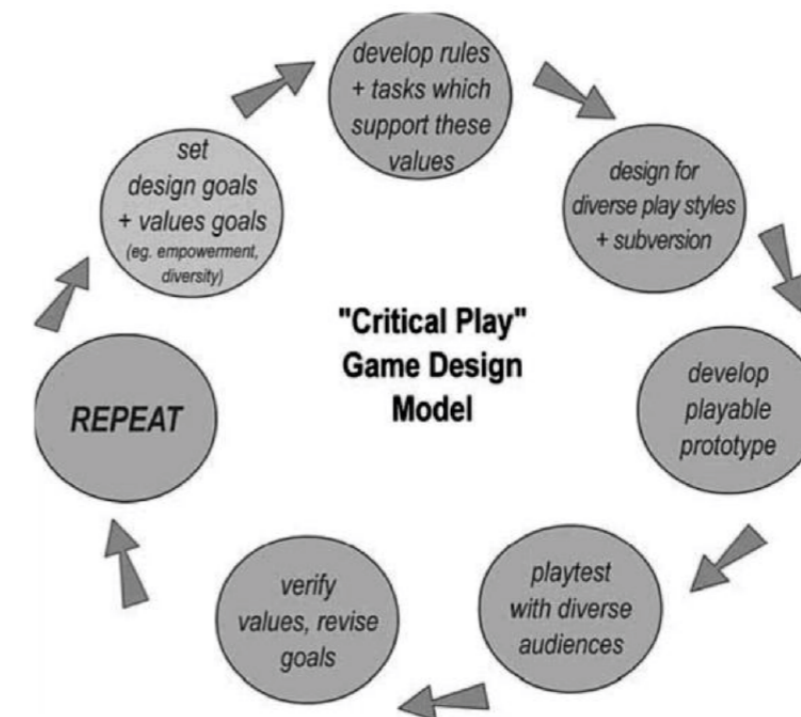 develop rules
+ tasks which
support these
values
set
design goals
+ values goals
(eg. empowerment,
diversity)
design for
diverse play styles
+ subversion
"Critical Play"
Game Design
Model
develop
playable
prototype
REPEAT
playtest
with diverse
audiences
verify
values, revise
goals